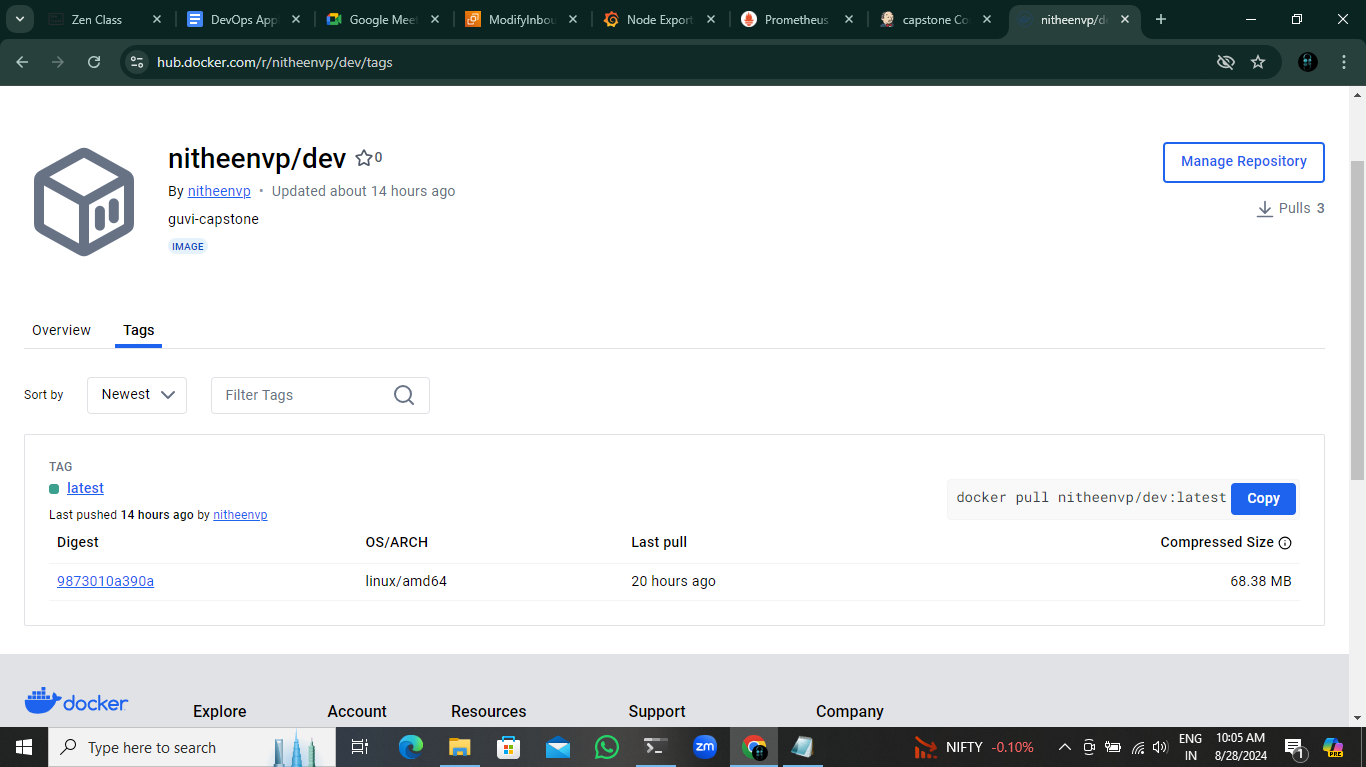 Zen Class
DevOps App
Google Meet
ModifyInbou
Node Export
Prometheus
capstone Co
nitheenvp/de
hub.docker.com/r/nitheenvp/dev/tags
nitheenvp/dev 0
Manage Repository
By nitheenvp • Updated about 14 hours ago
Pulls 3
guvi-capstone
IMAGE
Overview Tags
Sort by Newest Filter Tags
TAG
latest
docker pull nitheenvp/dev:latest Copy
Last pushed 14 hours ago by nitheenvp
Digest OS/ARCH Last pull Compressed Size
9873010a390a linux/amd64 20 hours ago 68.38 MB
docker
Explore Account Resources Support Company
Type here to search
zm
NIFTY -0.10%
ENG
IN
10:05 AM
8/28/2024
1
PRE